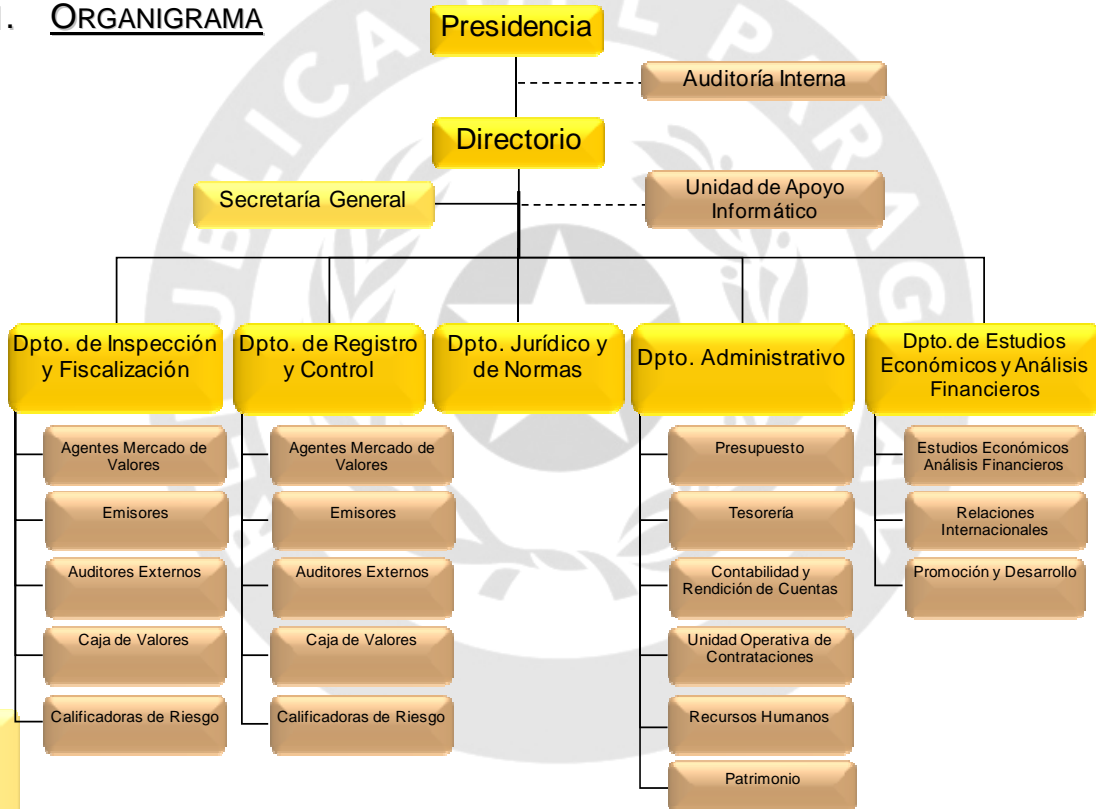 1. ORGANIGRAMA
Presidencia
Auditoría Interna
Directorio
Secretaría General
Unidad de Apoyo
Informático
Dpto. de Inspección
y Fiscalización
Dpto. de Registro
y Control
Dpto. Jurídico y
de Normas
Dpto. Administrativo
Dpto. de Estudios
Económicos y Análisis
Financieros
Agentes Mercado de
Valores
Emisores
Auditores Externos
Caja de Valores
Calificadoras de Riesgo
Agentes Mercado de
Valores
Emisores
Auditores Externos
Caja de Valores
Calificadoras de Riesgo
Presupuesto
Tesorería
Contabilidad y
Rendición de Cuentas
Unidad Operativa de
Contrataciones
Recursos Humanos
Patrimonio
Estudios Económicos
Análisis Financieros
Relaciones
Internacionales
Promoción y Desarrollo